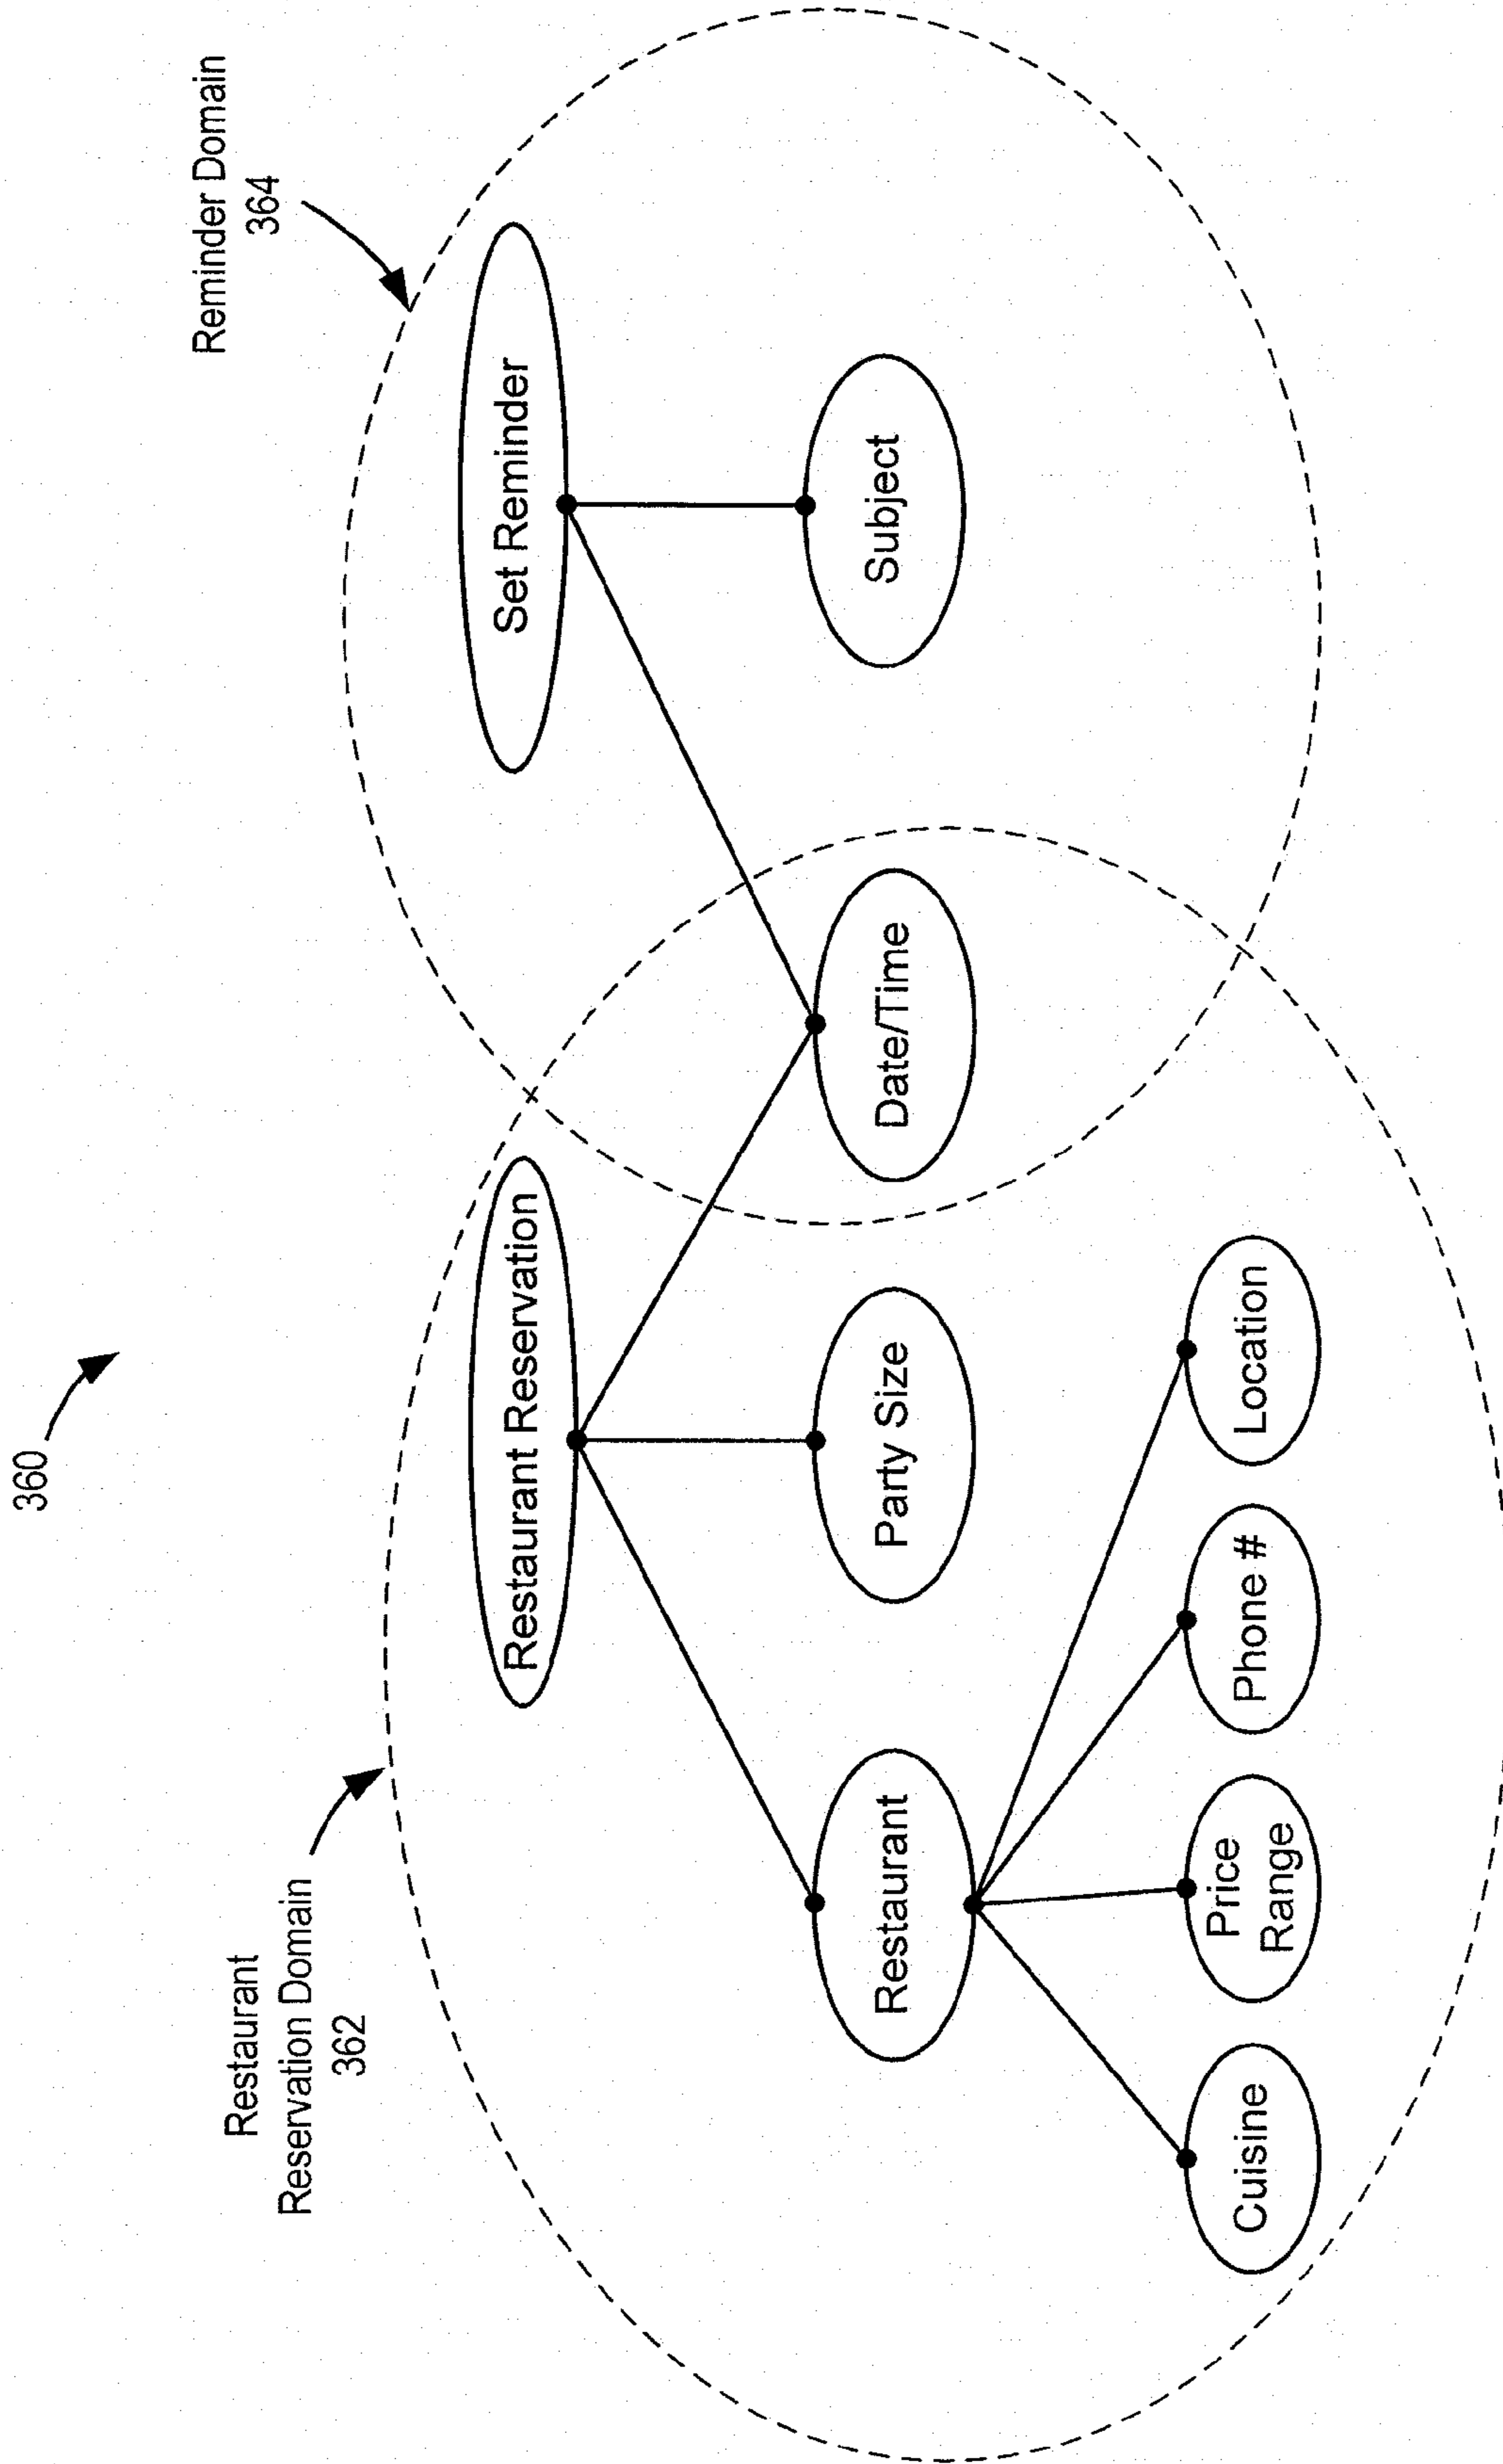 360
Restaurant
Reservation Domain
362
Reminder Domain
364
Restaurant Reservation
Set Reminder
Restaurant
Party Size
Date/Time
Subject
Cuisine
Price
Range
Phone #
Location